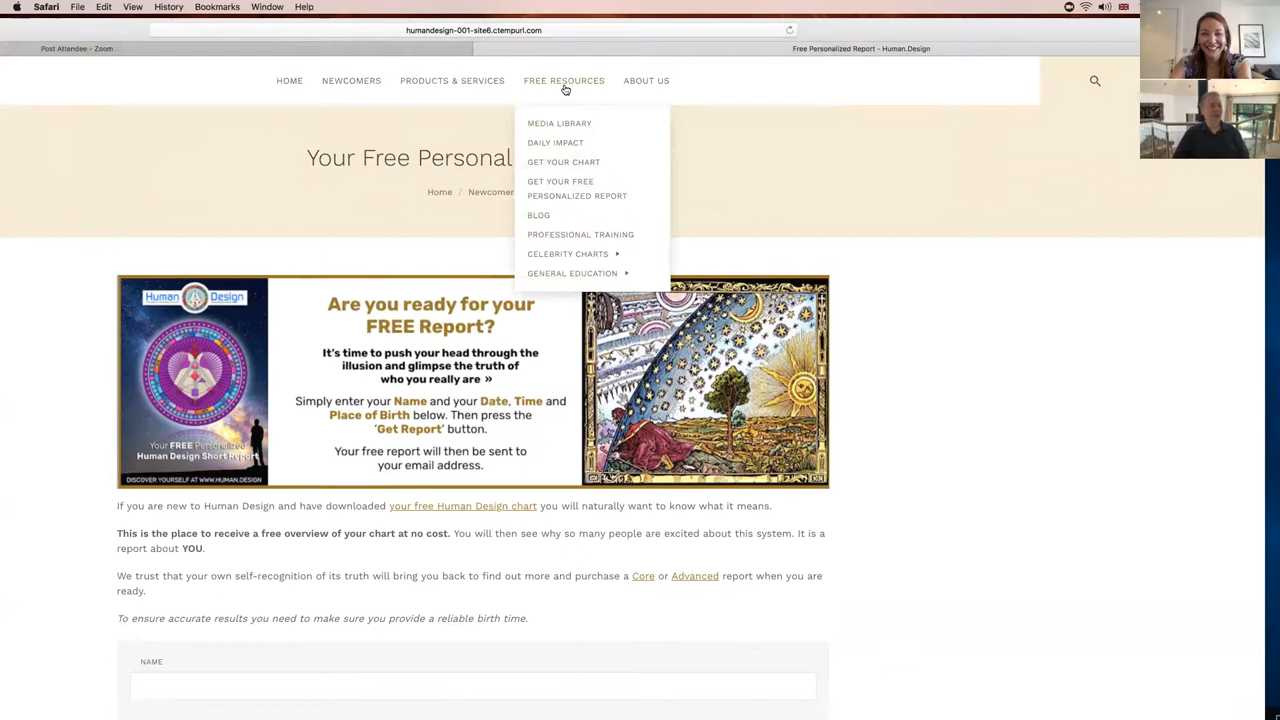 Safari File Edit View History Bookmarks Window Help
humandesign-001-site6.ctempurl.com
Post Attendee - Zoom
Free Personalized Report - Human.Design
HOME NEWCOMERS PRODUCTS & SERVICES FREE RESOURCES ABOUT US
MEDIA LIBRARY
DAILY IMPACT
GET YOUR CHART
GET YOUR FREE
PERSONALIZED REPORT
BLOG
PROFESSIONAL TRAINING
CELEBRITY CHARTS
GENERAL EDUCATION
Your Free Personal
Home / Newcomer
Human Design
Your FREE Personalized
Human Design Short Report
DISCOVER YOURSELF AT WWW.HUMAN.DESIGN
Are you ready for your
FREE Report?
It's time to push your head through the
illusion and glimpse the truth of
who you really are »
Simply enter your Name and your Date, Time and
Place of Birth below. Then press the
'Get Report' button.
Your free report will then be sent to
your email address.
If you are new to Human Design and have downloaded your free Human Design chart you will naturally want to know what it means.
This is the place to receive a free overview of your chart at no cost. You will then see why so many people are excited about this system. It is a
report about YOU.
We trust that your own self-recognition of its truth will bring you back to find out more and purchase a Core or Advanced report when you are
ready.
To ensure accurate results you need to make sure you provide a reliable birth time.
NAME